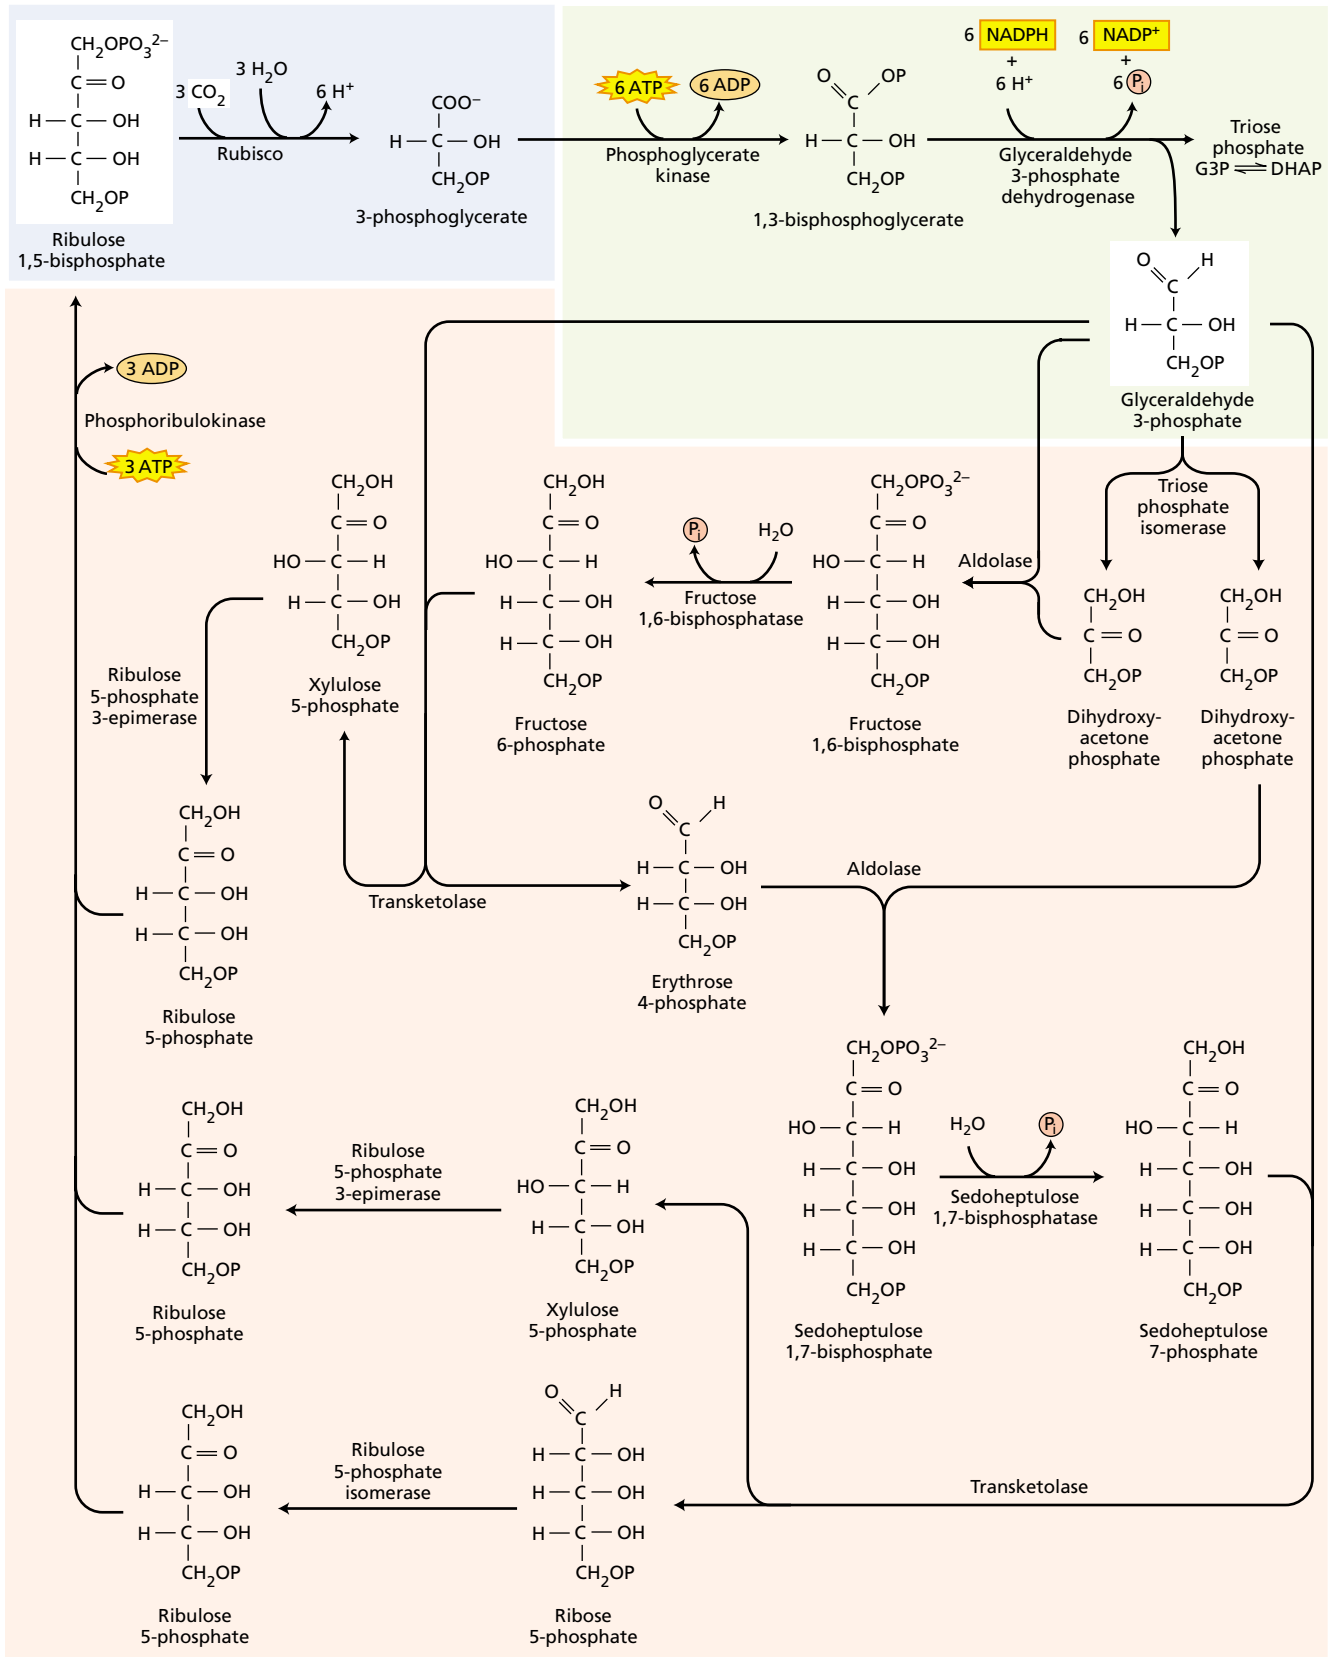 CH2OPO3 2–
C=O
H—C—OH
H—C—OH
CH2OP
Ribulose
1,5-bisphosphate
3 CO2
3 H2O
6 H+
Rubisco
COO–
H—C—OH
CH2OP
3-phosphoglycerate
6 ATP
6 ADP
Phosphoglycerate
kinase
O
OP
C
H—C—OH
CH2OP
1,3-bisphosphoglycerate
6 NADPH
+
6 H+
6 NADP+
+
6 Pi
Glyceraldehyde
3-phosphate
dehydrogenase
Triose
phosphate
G3P ⇌ DHAP
O
H
C
H—C—OH
CH2OP
Glyceraldehyde
3-phosphate
3 ADP
Phosphoribulokinase
3 ATP
Triose
phosphate
isomerase
CH2OH
C=O
HO—C—H
H—C—OH
CH2OP
Xylulose
5-phosphate
CH2OH
C=O
HO—C—H
H—C—OH
H—C—OH
CH2OP
Fructose
6-phosphate
Pi
H2O
Fructose
1,6-bisphosphatase
CH2OPO3 2–
C=O
HO—C—H
H—C—OH
H—C—OH
CH2OP
Fructose
1,6-bisphosphate
Aldolase
CH2OH
C=O
CH2OP
Dihydroxy-
acetone
phosphate
CH2OH
C=O
CH2OP
Dihydroxy-
acetone
phosphate
Ribulose
5-phosphate
3-epimerase
CH2OH
C=O
H—C—OH
H—C—OH
CH2OP
Ribulose
5-phosphate
Transketolase
O
H
C
H—C—OH
H—C—OH
CH2OP
Erythrose
4-phosphate
Aldolase
CH2OPO3 2–
C=O
HO—C—H
H—C—OH
H—C—OH
H—C—OH
CH2OP
Sedoheptulose
1,7-bisphosphate
H2O
Pi
Sedoheptulose
1,7-bisphosphatase
CH2OH
C=O
HO—C—H
H—C—OH
H—C—OH
H—C—OH
CH2OP
Sedoheptulose
7-phosphate
CH2OH
C=O
H—C—OH
H—C—OH
CH2OP
Ribulose
5-phosphate
Ribulose
5-phosphate
3-epimerase
CH2OH
C=O
HO—C—H
H—C—OH
CH2OP
Xylulose
5-phosphate
CH2OH
C=O
H—C—OH
H—C—OH
CH2OP
Ribulose
5-phosphate
Ribulose
5-phosphate
isomerase
O
H
C
H—C—OH
H—C—OH
H—C—OH
CH2OP
Ribose
5-phosphate
Transketolase